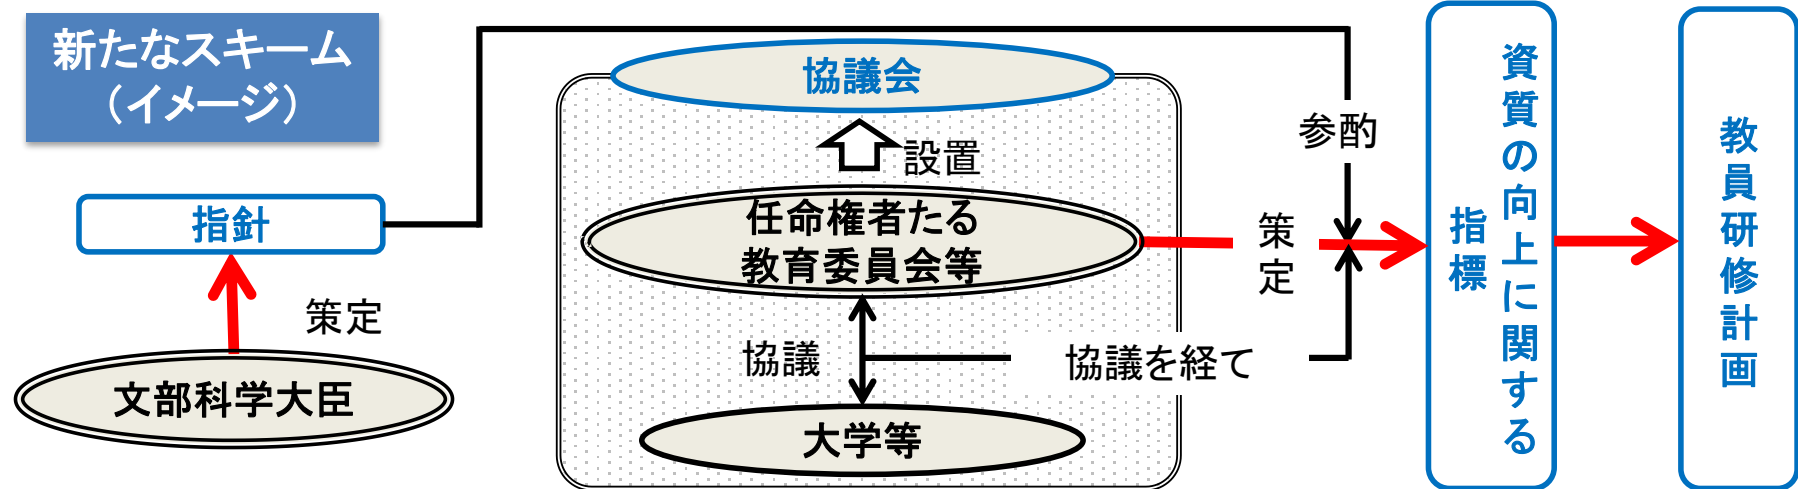 新たなスキーム
（イメージ）
指針
策定
文部科学大臣
協議会
設置
任命権者たる
教育委員会等
協議
協議を経て
大学等
参酌
策定
資質の向上に関する
指標
教員研修計画